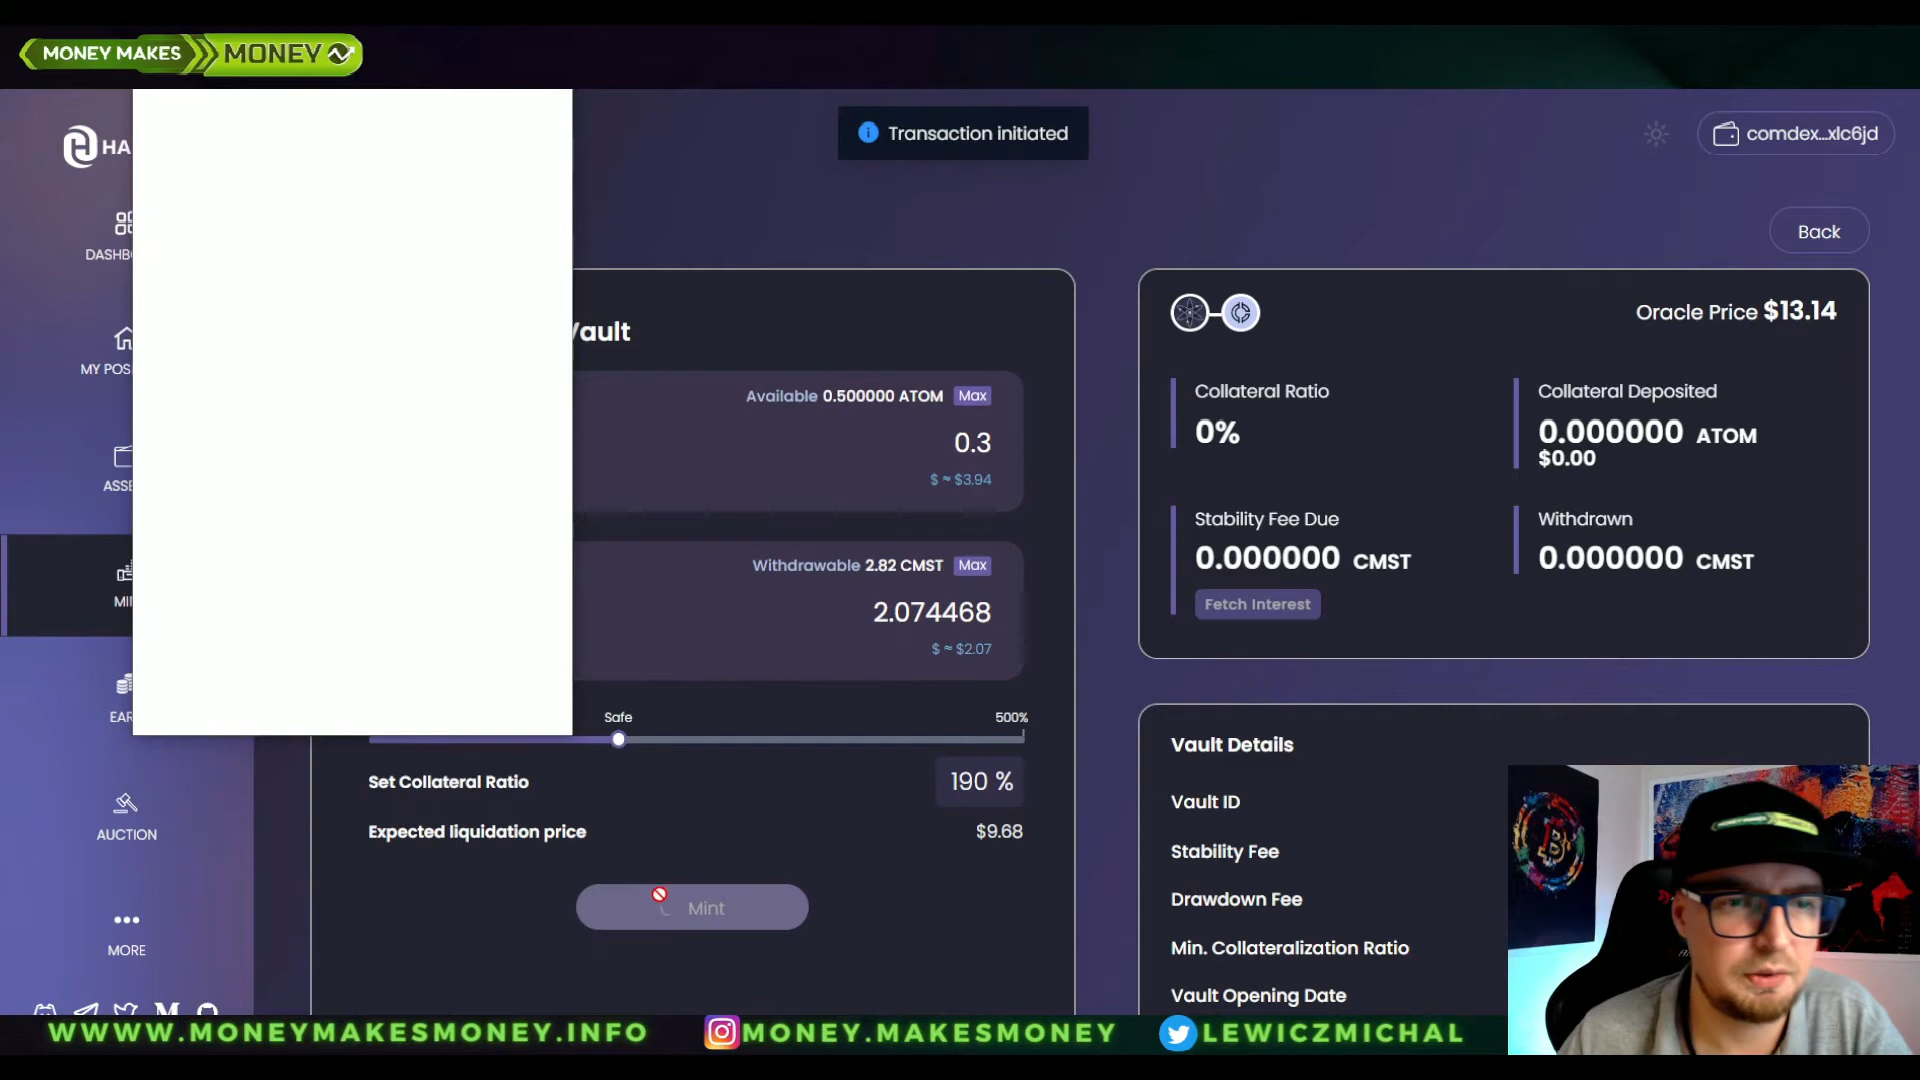 MONEY MAKES MONEY
Transaction initiated
comdex...xlc6jd
HA
Back
DASHB
MY POS
ASSE
MI
EAR
AUCTION
MORE
Vault
Available 0.500000 ATOM Max
0.3
$ ≈ $3.94
Withdrawable 2.82 CMST Max
2.074468
$ ≈ $2.07
Safe 500%
Set Collateral Ratio 190 %
Expected liquidation price $9.68
Mint
Oracle Price $13.14
Collateral Ratio
0%
Collateral Deposited
0.000000 ATOM
$0.00
Stability Fee Due
0.000000 CMST
Fetch Interest
Withdrawn
0.000000 CMST
Vault Details
Vault ID
Stability Fee
Drawdown Fee
Min. Collateralization Ratio
Vault Opening Date
WWWW.MONEYMAKESMONEY.INFO MONEY.MAKESMONEY LEWICZMICHAL